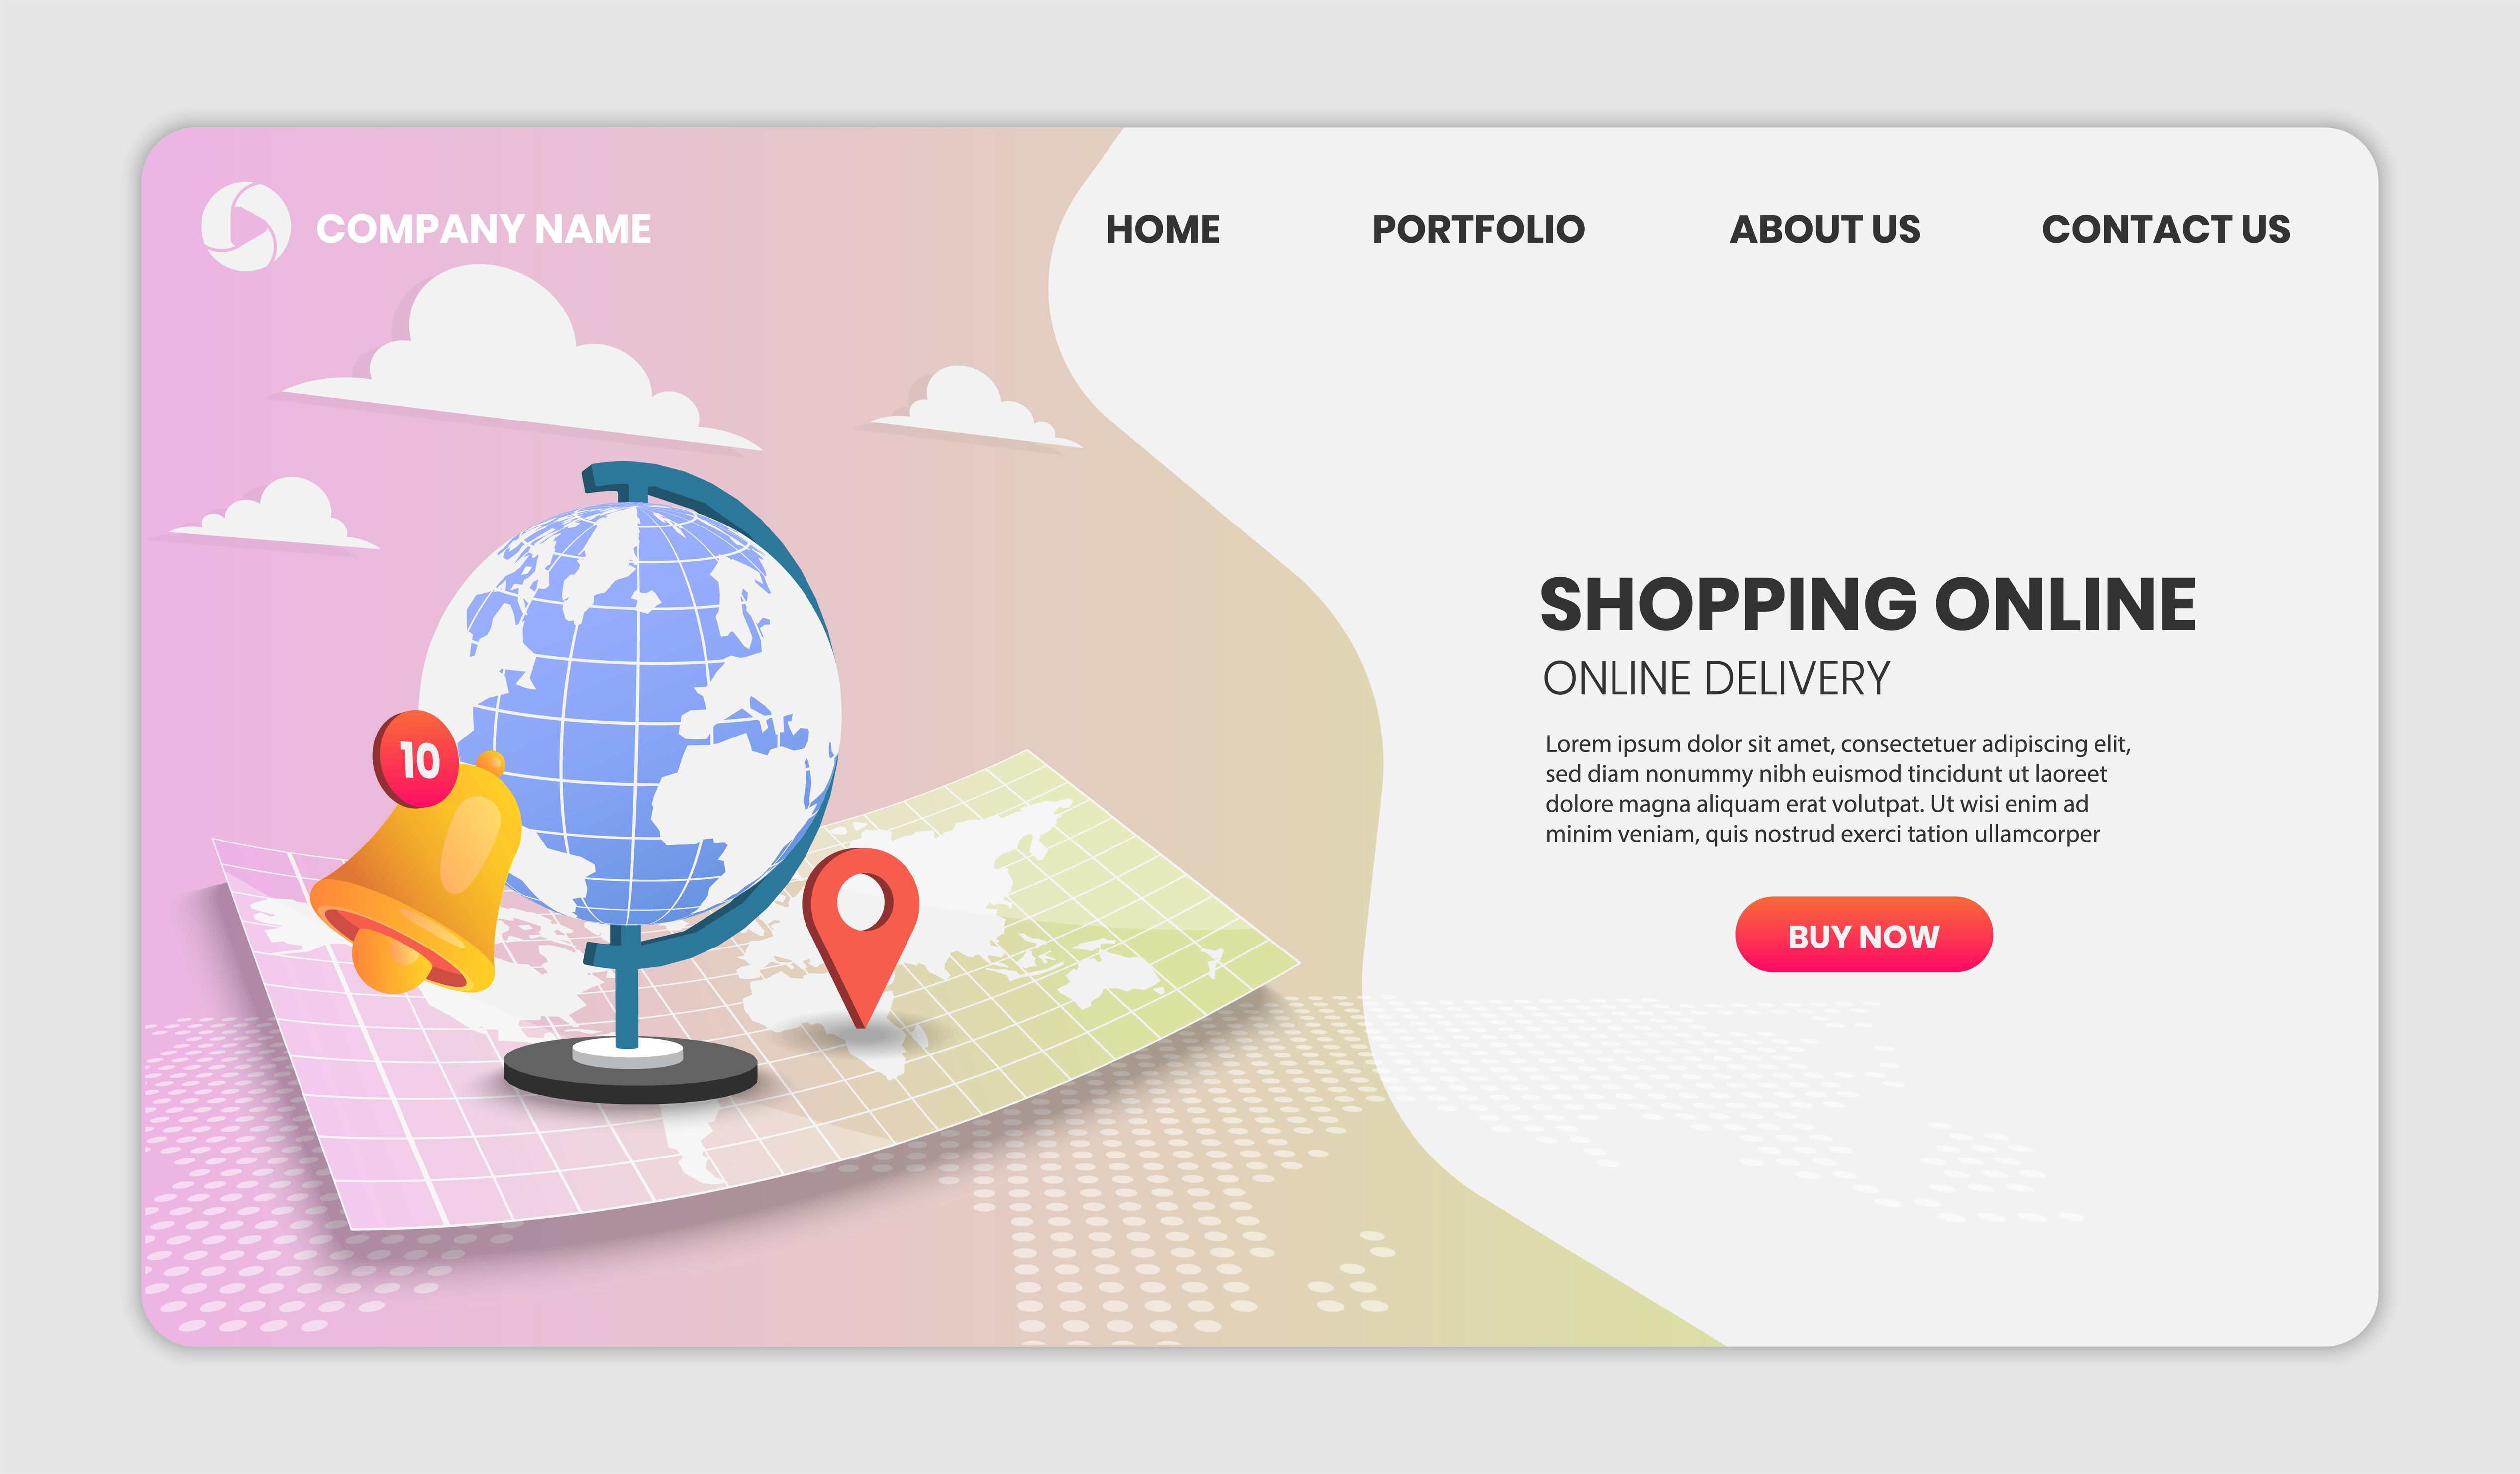 COMPANY NAME
HOME
PORTFOLIO
ABOUT US
CONTACT US
10
SHOPPING ONLINE
ONLINE DELIVERY
Lorem ipsum dolor sit amet, consectetuer adipiscing elit,
sed diam nonummy nibh euismod tincidunt ut laoreet
dolore magna aliquam erat volutpat. Ut wisi enim ad
minim veniam, quis nostrud exerci tation ullamcorper
BUY NOW